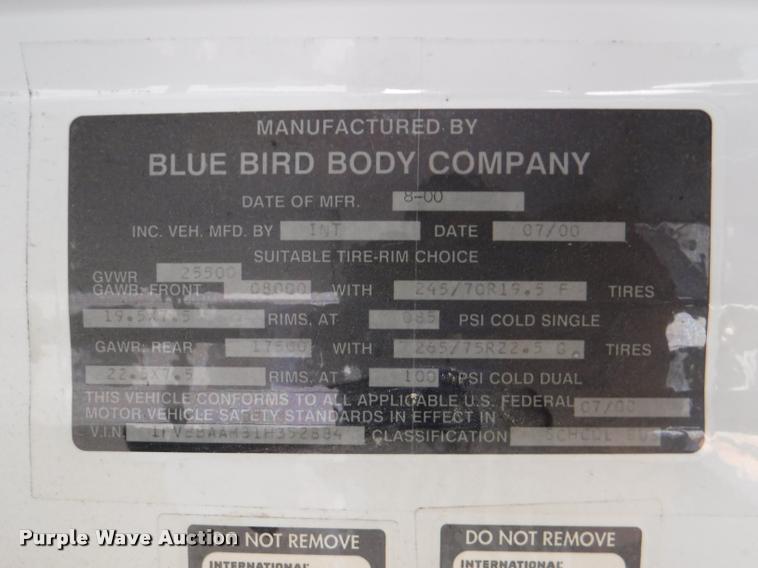 MANUFACTURED BY
BLUE BIRD BODY COMPANY
DATE OF MFR. 8-00
INC. VEH. MFD. BY INT DATE 07/00
SUITABLE TIRE-RIM CHOICE
GVWR 25500
GAWR: FRONT 08000 WITH 245/70R19.5 F TIRES
19.5X7.5 RIMS, AT 085 PSI COLD SINGLE
GAWR: REAR 17500 WITH 265/75R22.5 G TIRES
22.5X7.5 RIMS, AT 100 PSI COLD DUAL
THIS VEHICLE CONFORMS TO ALL APPLICABLE U.S. FEDERAL
MOTOR VEHICLE SAFETY STANDARDS IN EFFECT IN 07/00
V.I.N. CLASSIFICATION SCHOOL BUS
DO NOT REMOVE
INTERNATIONAL
DO NOT REMOVE
INTERNATIONAL
Purple Wave Auction